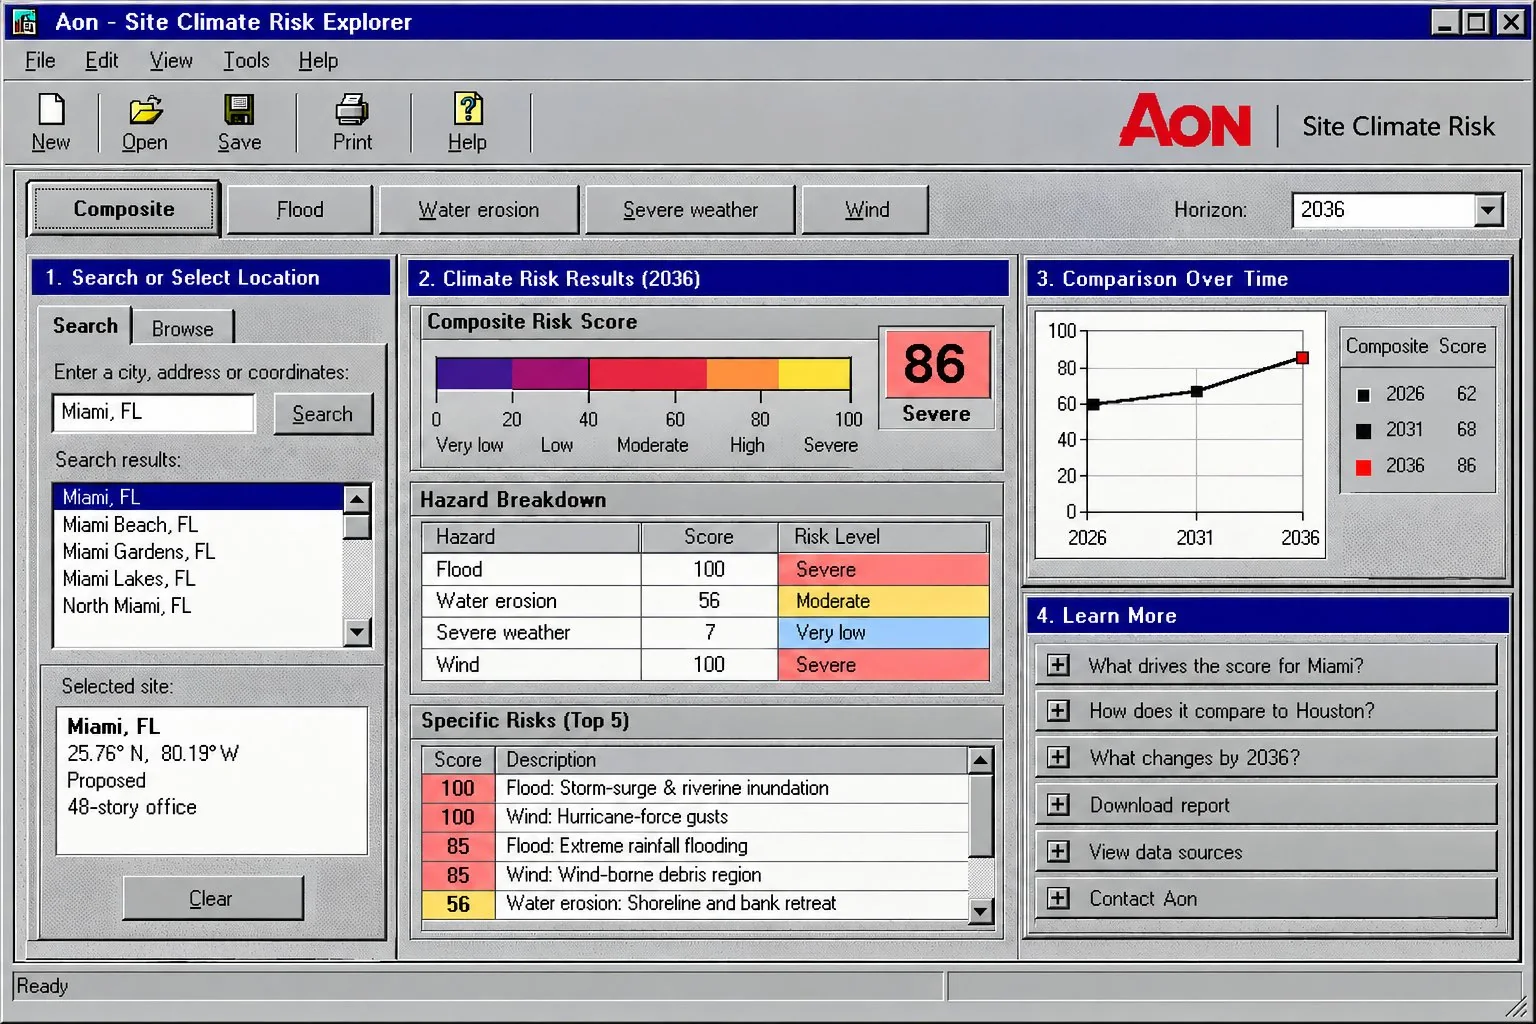 Aon - Site Climate Risk Explorer
File Edit View Tools Help
New Open Save Print Help
AON | Site Climate Risk
Composite Flood Water erosion Severe weather Wind
Horizon: 2036
1. Search or Select Location
Search Browse
Enter a city, address or coordinates:
Miami, FL Search
Search results:
Miami, FL
Miami Beach, FL
Miami Gardens, FL
Miami Lakes, FL
North Miami, FL
Selected site:
Miami, FL
25.76° N, 80.19° W
Proposed
48-story office
Clear
2. Climate Risk Results (2036)
Composite Risk Score
0 20 40 60 80 100
Very low Low Moderate High Severe
86
Severe
Hazard Breakdown
Hazard Score Risk Level
Flood 100 Severe
Water erosion 56 Moderate
Severe weather 7 Very low
Wind 100 Severe
Specific Risks (Top 5)
Score Description
100 Flood: Storm-surge & riverine inundation
100 Wind: Hurricane-force gusts
85 Flood: Extreme rainfall flooding
85 Wind: Wind-borne debris region
56 Water erosion: Shoreline and bank retreat
3. Comparison Over Time
100
80
60
40
20
0
2026 2031 2036
Composite Score
2026 62
2031 68
2036 86
4. Learn More
What drives the score for Miami?
How does it compare to Houston?
What changes by 2036?
Download report
View data sources
Contact Aon
Ready